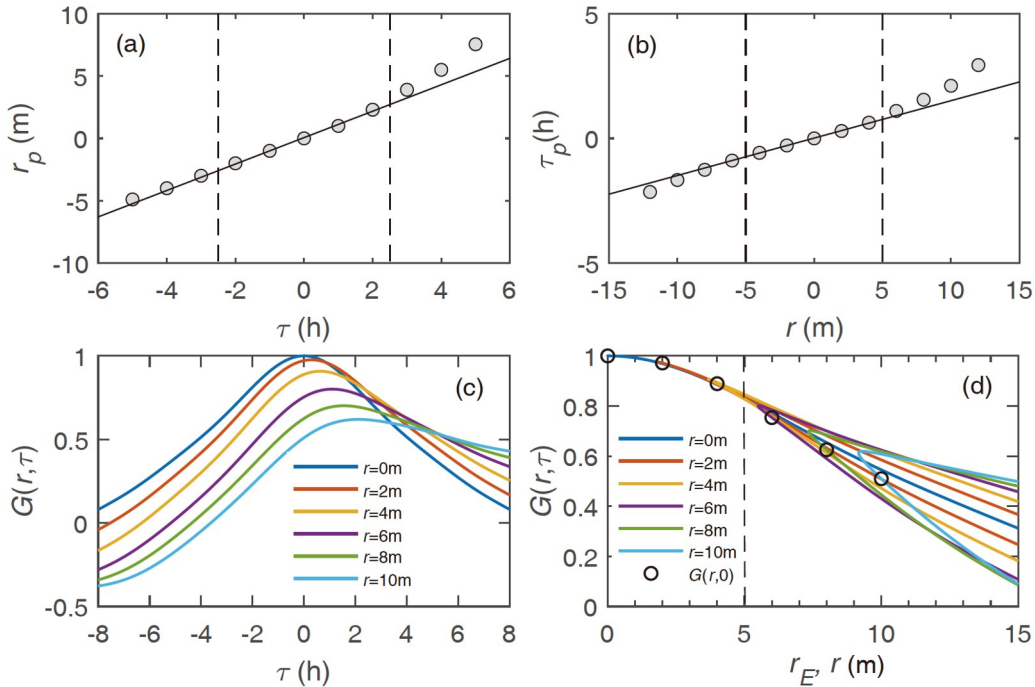 (a)
r_p (m)
10
5
0
-5
-10
-6 -4 -2 0 2 4 6
τ (h)
(b)
τ_p (h)
5
0
-5
-15 -10 -5 0 5 10 15
r (m)
(c)
G(r,τ)
1
0.5
0
-0.5
r=0m
r=2m
r=4m
r=6m
r=8m
r=10m
-8 -6 -4 -2 0 2 4 6 8
τ (h)
(d)
G(r,τ)
1
0.8
0.6
0.4
0.2
0
r=0m
r=2m
r=4m
r=6m
r=8m
r=10m
G(r,0)
0 5 10 15
r_E, r (m)